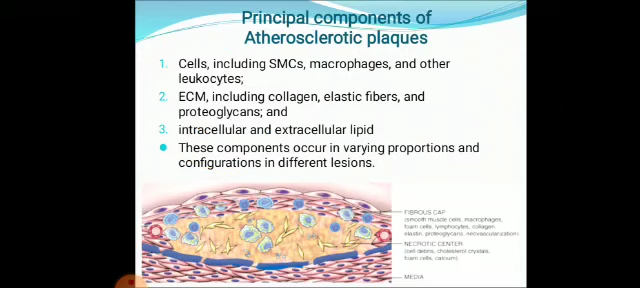 Principal components of
Atherosclerotic plaques
1. Cells, including SMCs, macrophages, and other
leukocytes;
2. ECM, including collagen, elastic fibers, and
proteoglycans; and
3. intracellular and extracellular lipid
These components occur in varying proportions and
configurations in different lesions.
FIBROUS CAP
(smooth muscle cells, macrophages,
foam cells, lymphocytes, collagen
elastin, proteoglycans, neovascularization)
NECROTIC CENTER
(cell debris, cholesterol crystals,
foam cells, calcium)
MEDIA